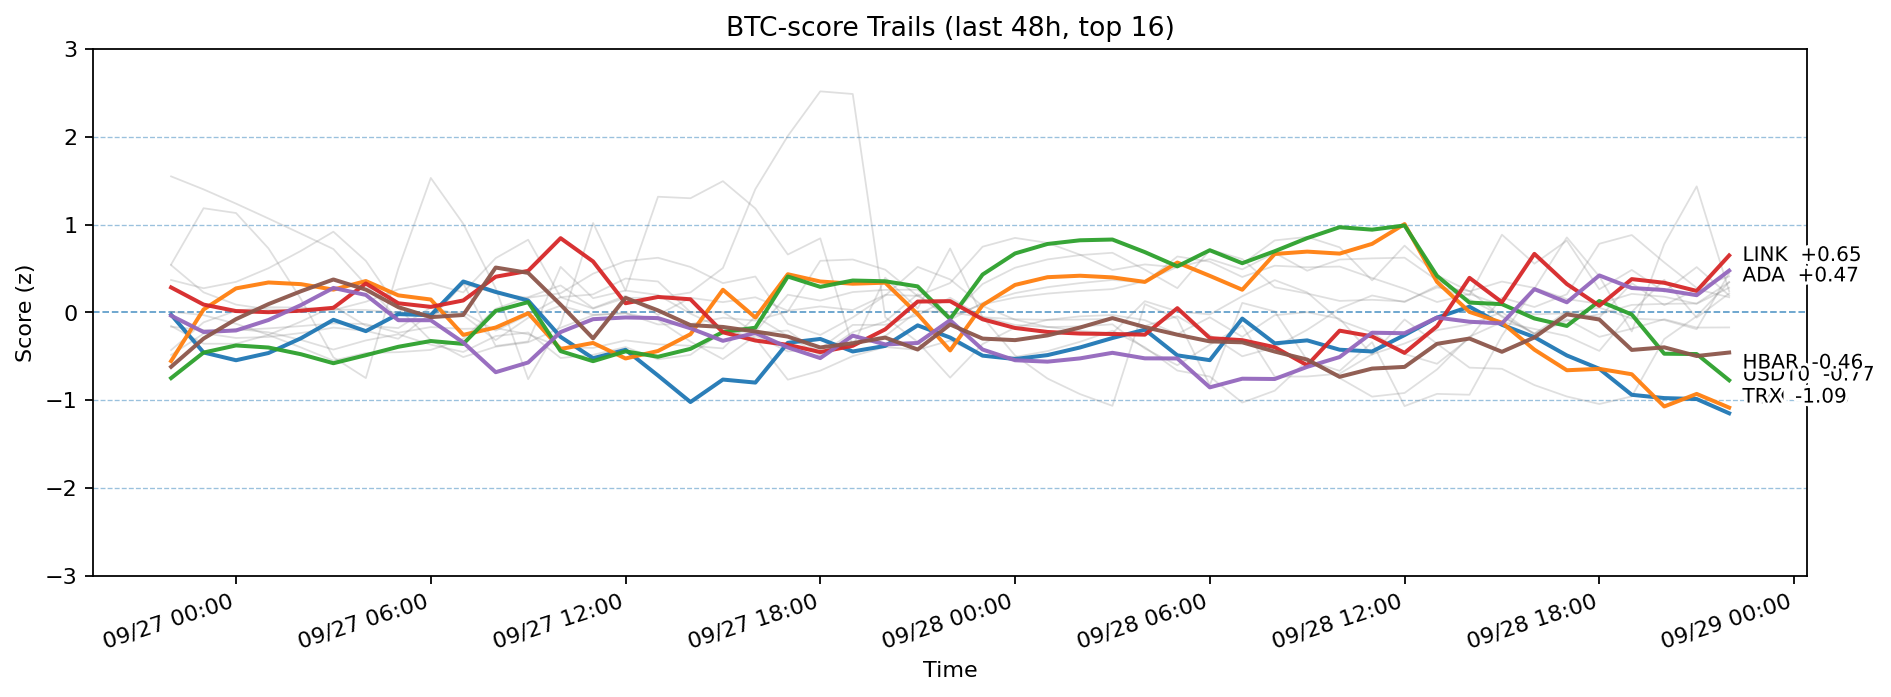 BTC-score Trails (last 48h, top 16)
3
2
1
0
−1
−2
−3
Score (z)
LINK +0.65
ADA +0.47
HBAR -0.46
USDT0 -0.77
TRX -1.09
09/27 00:00
09/27 06:00
09/27 12:00
09/27 18:00
09/28 00:00
09/28 06:00
09/28 12:00
09/28 18:00
09/29 00:00
Time